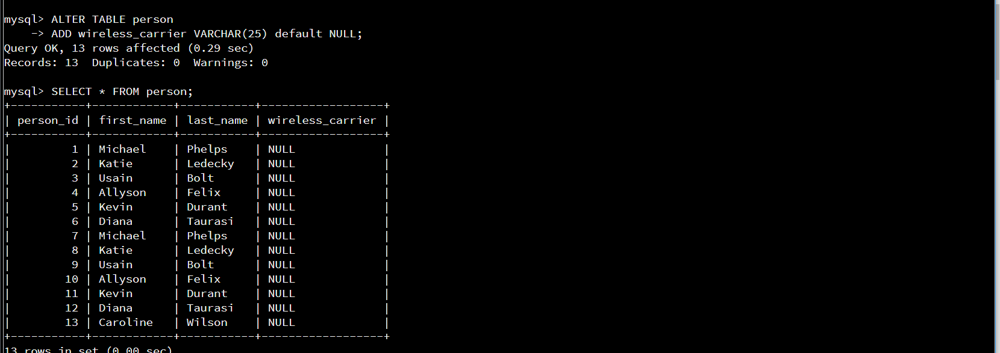 mysql> ALTER TABLE person
    -> ADD wireless_carrier VARCHAR(25) default NULL;
Query OK, 13 rows affected (0.29 sec)
Records: 13  Duplicates: 0  Warnings: 0
mysql> SELECT * FROM person;
+-----------+------------+-----------+------------------+
| person_id | first_name | last_name | wireless_carrier |
+-----------+------------+-----------+------------------+
|         1 | Michael    | Phelps    | NULL             |
|         2 | Katie      | Ledecky   | NULL             |
|         3 | Usain      | Bolt      | NULL             |
|         4 | Allyson    | Felix     | NULL             |
|         5 | Kevin      | Durant    | NULL             |
|         6 | Diana      | Taurasi   | NULL             |
|         7 | Michael    | Phelps    | NULL             |
|         8 | Katie      | Ledecky   | NULL             |
|         9 | Usain      | Bolt      | NULL             |
|        10 | Allyson    | Felix     | NULL             |
|        11 | Kevin      | Durant    | NULL             |
|        12 | Diana      | Taurasi   | NULL             |
|        13 | Caroline   | Wilson    | NULL             |
+-----------+------------+-----------+------------------+
13 rows in set (0.00 sec)